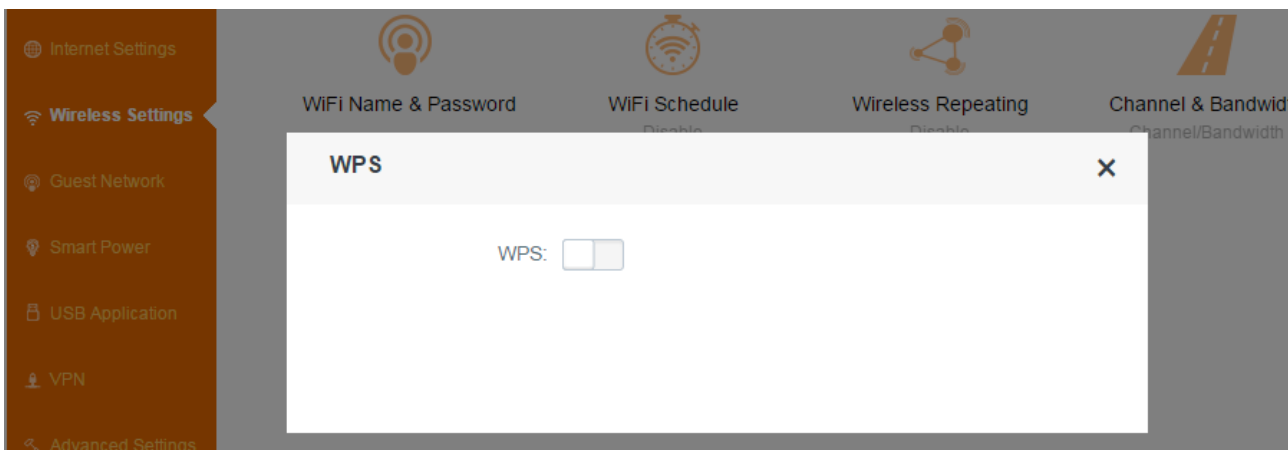 Internet Settings
Wireless Settings
Guest Network
Smart Power
USB Application
VPN
Advanced Settings
WiFi Name & Password
WiFi Schedule
Disable
Wireless Repeating
Disable
Channel & Bandwid
Channel/Bandwidth
WPS
WPS: